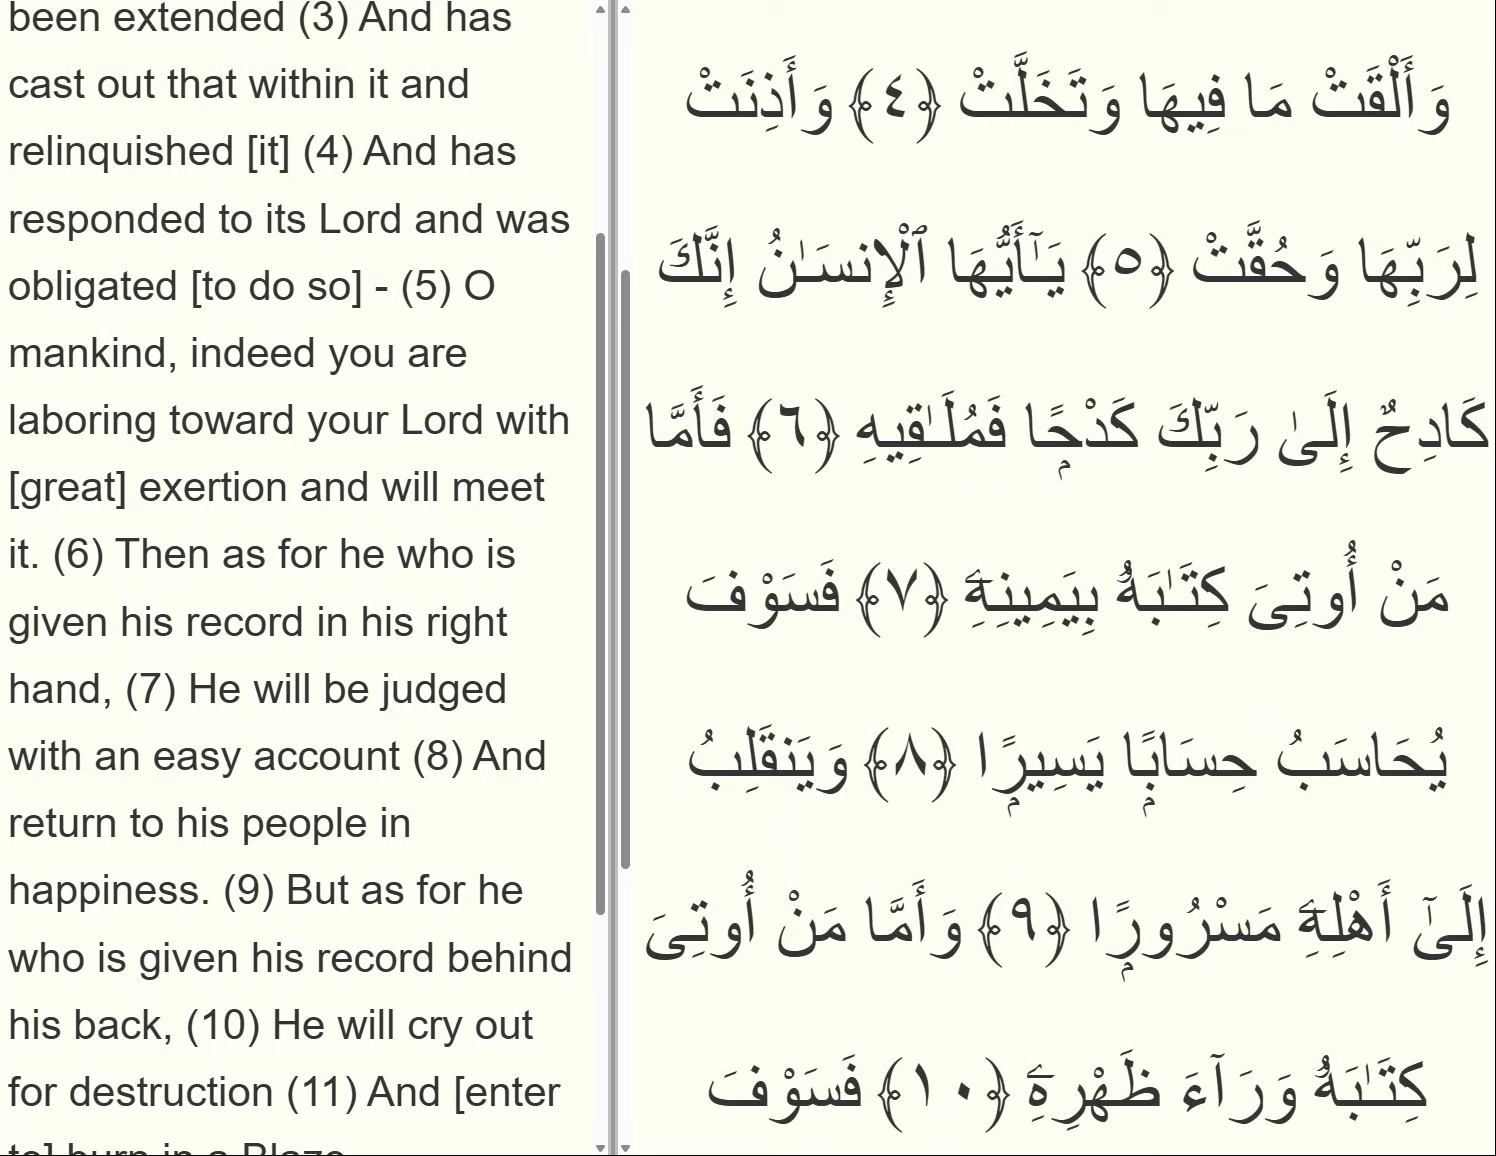 been extended (3) And has
cast out that within it and
relinquished [it] (4) And has
responded to its Lord and was
obligated [to do so] - (5) O
mankind, indeed you are
laboring toward your Lord with
[great] exertion and will meet
it. (6) Then as for he who is
given his record in his right
hand, (7) He will be judged
with an easy account (8) And
return to his people in
happiness. (9) But as for he
who is given his record behind
his back, (10) He will cry out
for destruction (11) And [enter
to] burn in a Blaze
وَأَلْقَتْ مَا فِيهَا وَتَخَلَّتْ ﴿٤﴾ وَأَذِنَتْ
لِرَبِّهَا وَحُقَّتْ ﴿٥﴾ يَـٰٓأَيُّهَا ٱلْإِنسَـٰنُ إِنَّكَ
كَادِحٌ إِلَىٰ رَبِّكَ كَدْحًۭا فَمُلَـٰقِيهِ ﴿٦﴾ فَأَمَّا
مَنْ أُوتِىَ كِتَـٰبَهُۥ بِيَمِينِهِۦ ﴿٧﴾ فَسَوْفَ
يُحَاسَبُ حِسَابًۭا يَسِيرًۭا ﴿٨﴾ وَيَنقَلِبُ
إِلَىٰٓ أَهْلِهِۦ مَسْرُورًۭا ﴿٩﴾ وَأَمَّا مَنْ أُوتِىَ
كِتَـٰبَهُۥ وَرَآءَ ظَهْرِهِۦ ﴿١٠﴾ فَسَوْفَ